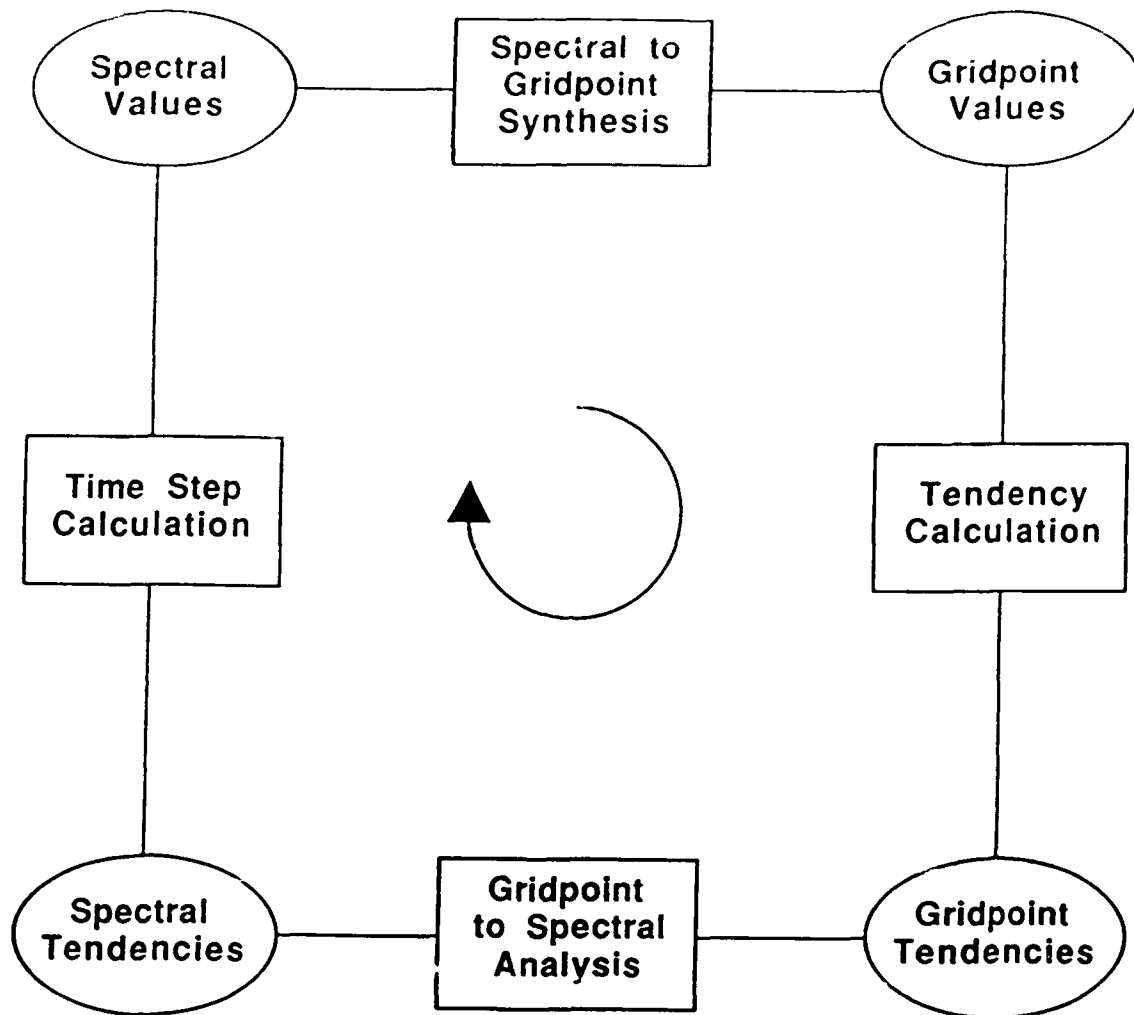 Spectral
Values
Spectral to
Gridpoint
Synthesis
Gridpoint
Values
Time Step
Calculation
Tendency
Calculation
Spectral
Tendencies
Gridpoint
to Spectral
Analysis
Gridpoint
Tendencies